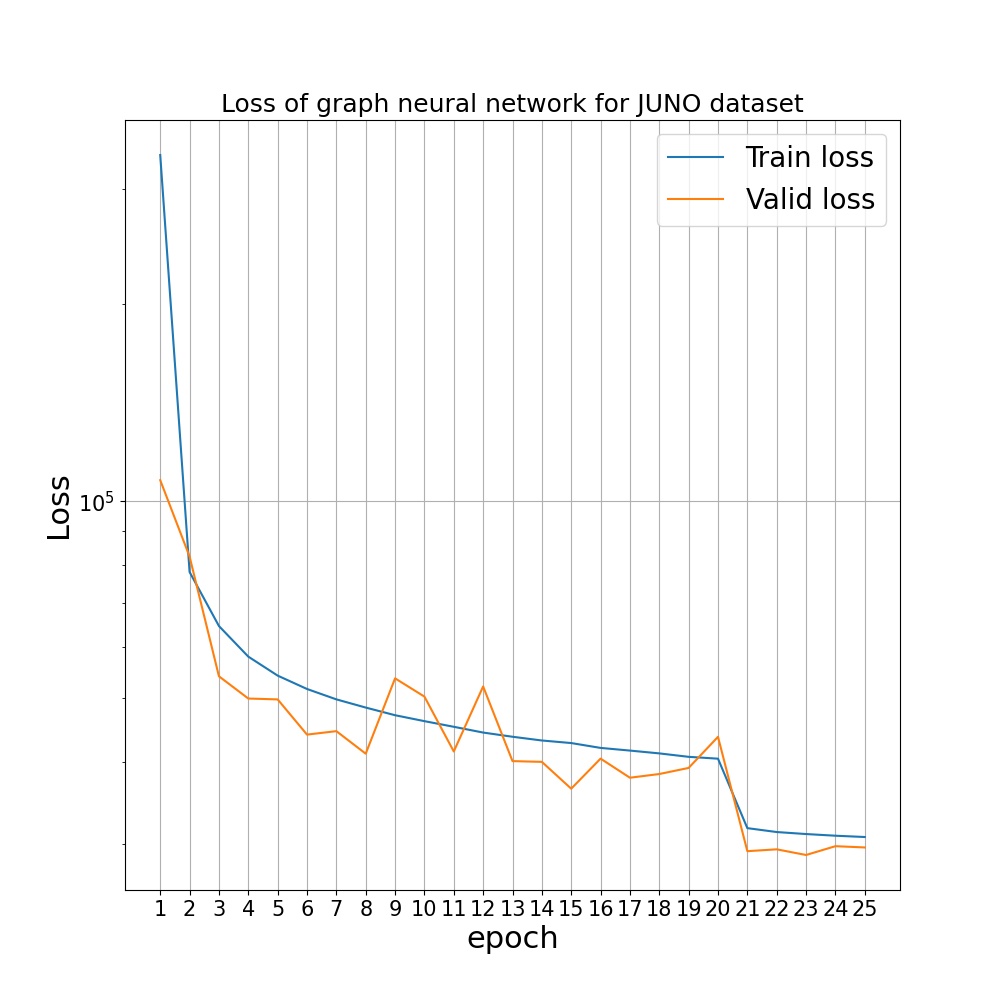 Loss of graph neural network for JUNO dataset
Train loss
Valid loss
Loss
10⁵
1 2 3 4 5 6 7 8 9 10 11 12 13 14 15 16 17 18 19 20 21 22 23 24 25
epoch